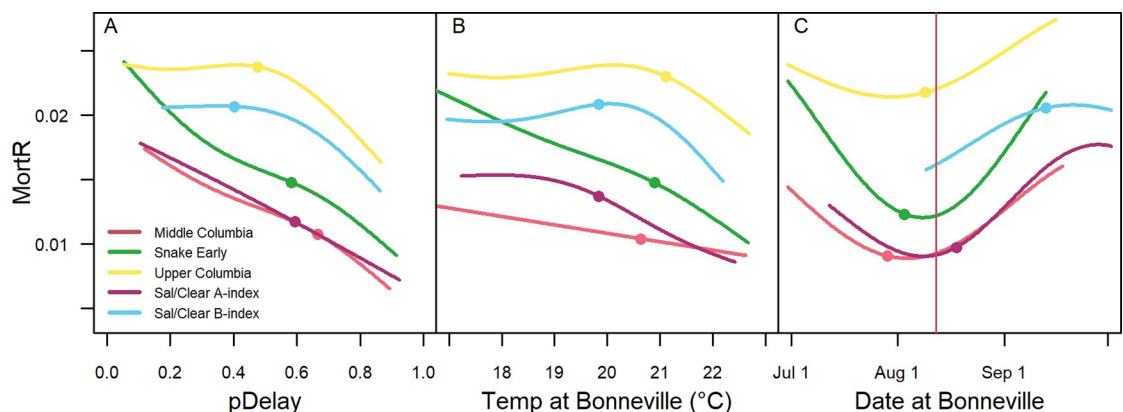 A
B
C
MortR
0.02
0.01
Middle Columbia
Snake Early
Upper Columbia
Sal/Clear A-index
Sal/Clear B-index
0.0 0.2 0.4 0.6 0.8 1.0
18 19 20 21 22
Jul 1 Aug 1 Sep 1
pDelay
Temp at Bonneville (°C)
Date at Bonneville